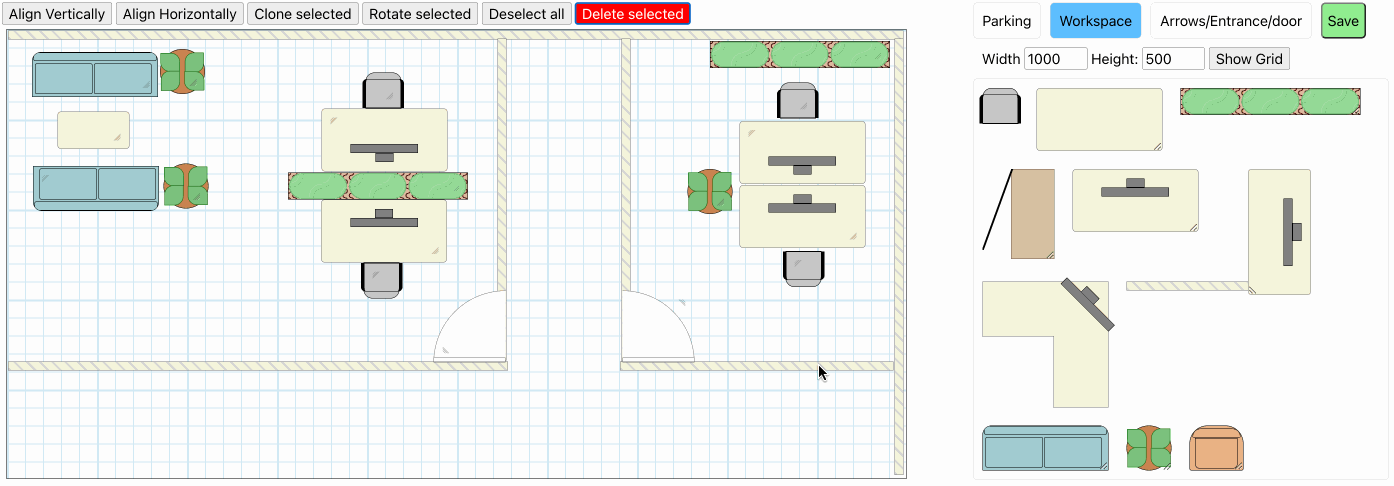 Align Vertically Align Horizontally Clone selected Rotate selected Deselect all Delete selected
Parking Workspace Arrows/Entrance/door Save
Width 1000 Height: 500 Show Grid